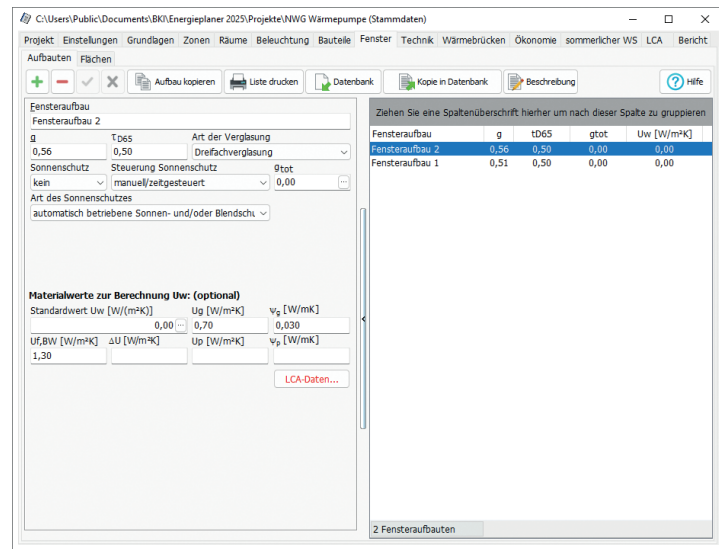 C:\Users\Public\Documents\BKI\Energieplaner 2025\Projekte\NWG Wärmepumpe (Stammdaten)
Projekt Einstellungen Grundlagen Zonen Räume Beleuchtung Bauteile Fenster Technik Wärmebrücken Ökonomie sommerlicher WS LCA Bericht
Aufbauten Flächen
Aufbau kopieren Liste drucken Datenbank Kopie in Datenbank Beschreibung Hilfe
Fensteraufbau
Fensteraufbau 2
g τD65 Art der Verglasung
0,56 0,50 Dreifachverglasung
Sonnenschutz Steuerung Sonnenschutz gtot
kein manuell/zeitgesteuert 0,00 ...
Art des Sonnenschutzes
automatisch betriebene Sonnen- und/oder Blendschu
Materialwerte zur Berechnung Uw: (optional)
Standardwert Uw [W/(m²K)] Ug [W/m²K] Ψg [W/mK]
0,00 ... 0,70 0,030
Uf,BW [W/m²K] ΔU [W/m²K] Up [W/m²K] Ψp [W/mK]
1,30
LCA-Daten...
Ziehen Sie eine Spaltenüberschrift hierher um nach dieser Spalte zu gruppieren
Fensteraufbau g tD65 gtot Uw [W/m²K]
Fensteraufbau 2 0,56 0,50 0,00 0,00
Fensteraufbau 1 0,51 0,50 0,00 0,00
2 Fensteraufbauten